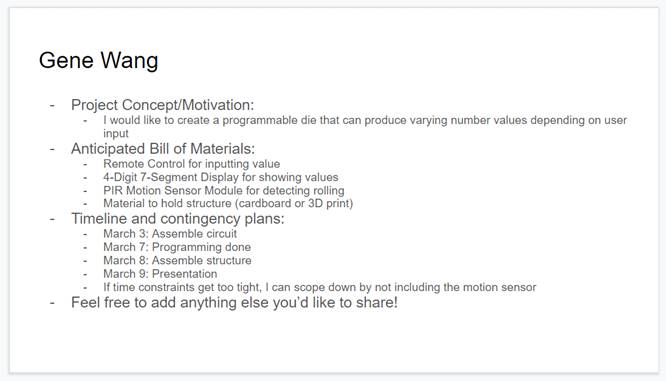 Gene Wang
- Project Concept/Motivation:
- I would like to create a programmable die that can produce varying number values depending on user
input
- Anticipated Bill of Materials:
- Remote Control for inputting value
- 4-Digit 7-Segment Display for showing values
- PIR Motion Sensor Module for detecting rolling
- Material to hold structure (cardboard or 3D print)
- Timeline and contingency plans:
- March 3: Assemble circuit
- March 7: Programming done
- March 8: Assemble structure
- March 9: Presentation
- If time constraints get too tight, I can scope down by not including the motion sensor
- Feel free to add anything else you’d like to share!